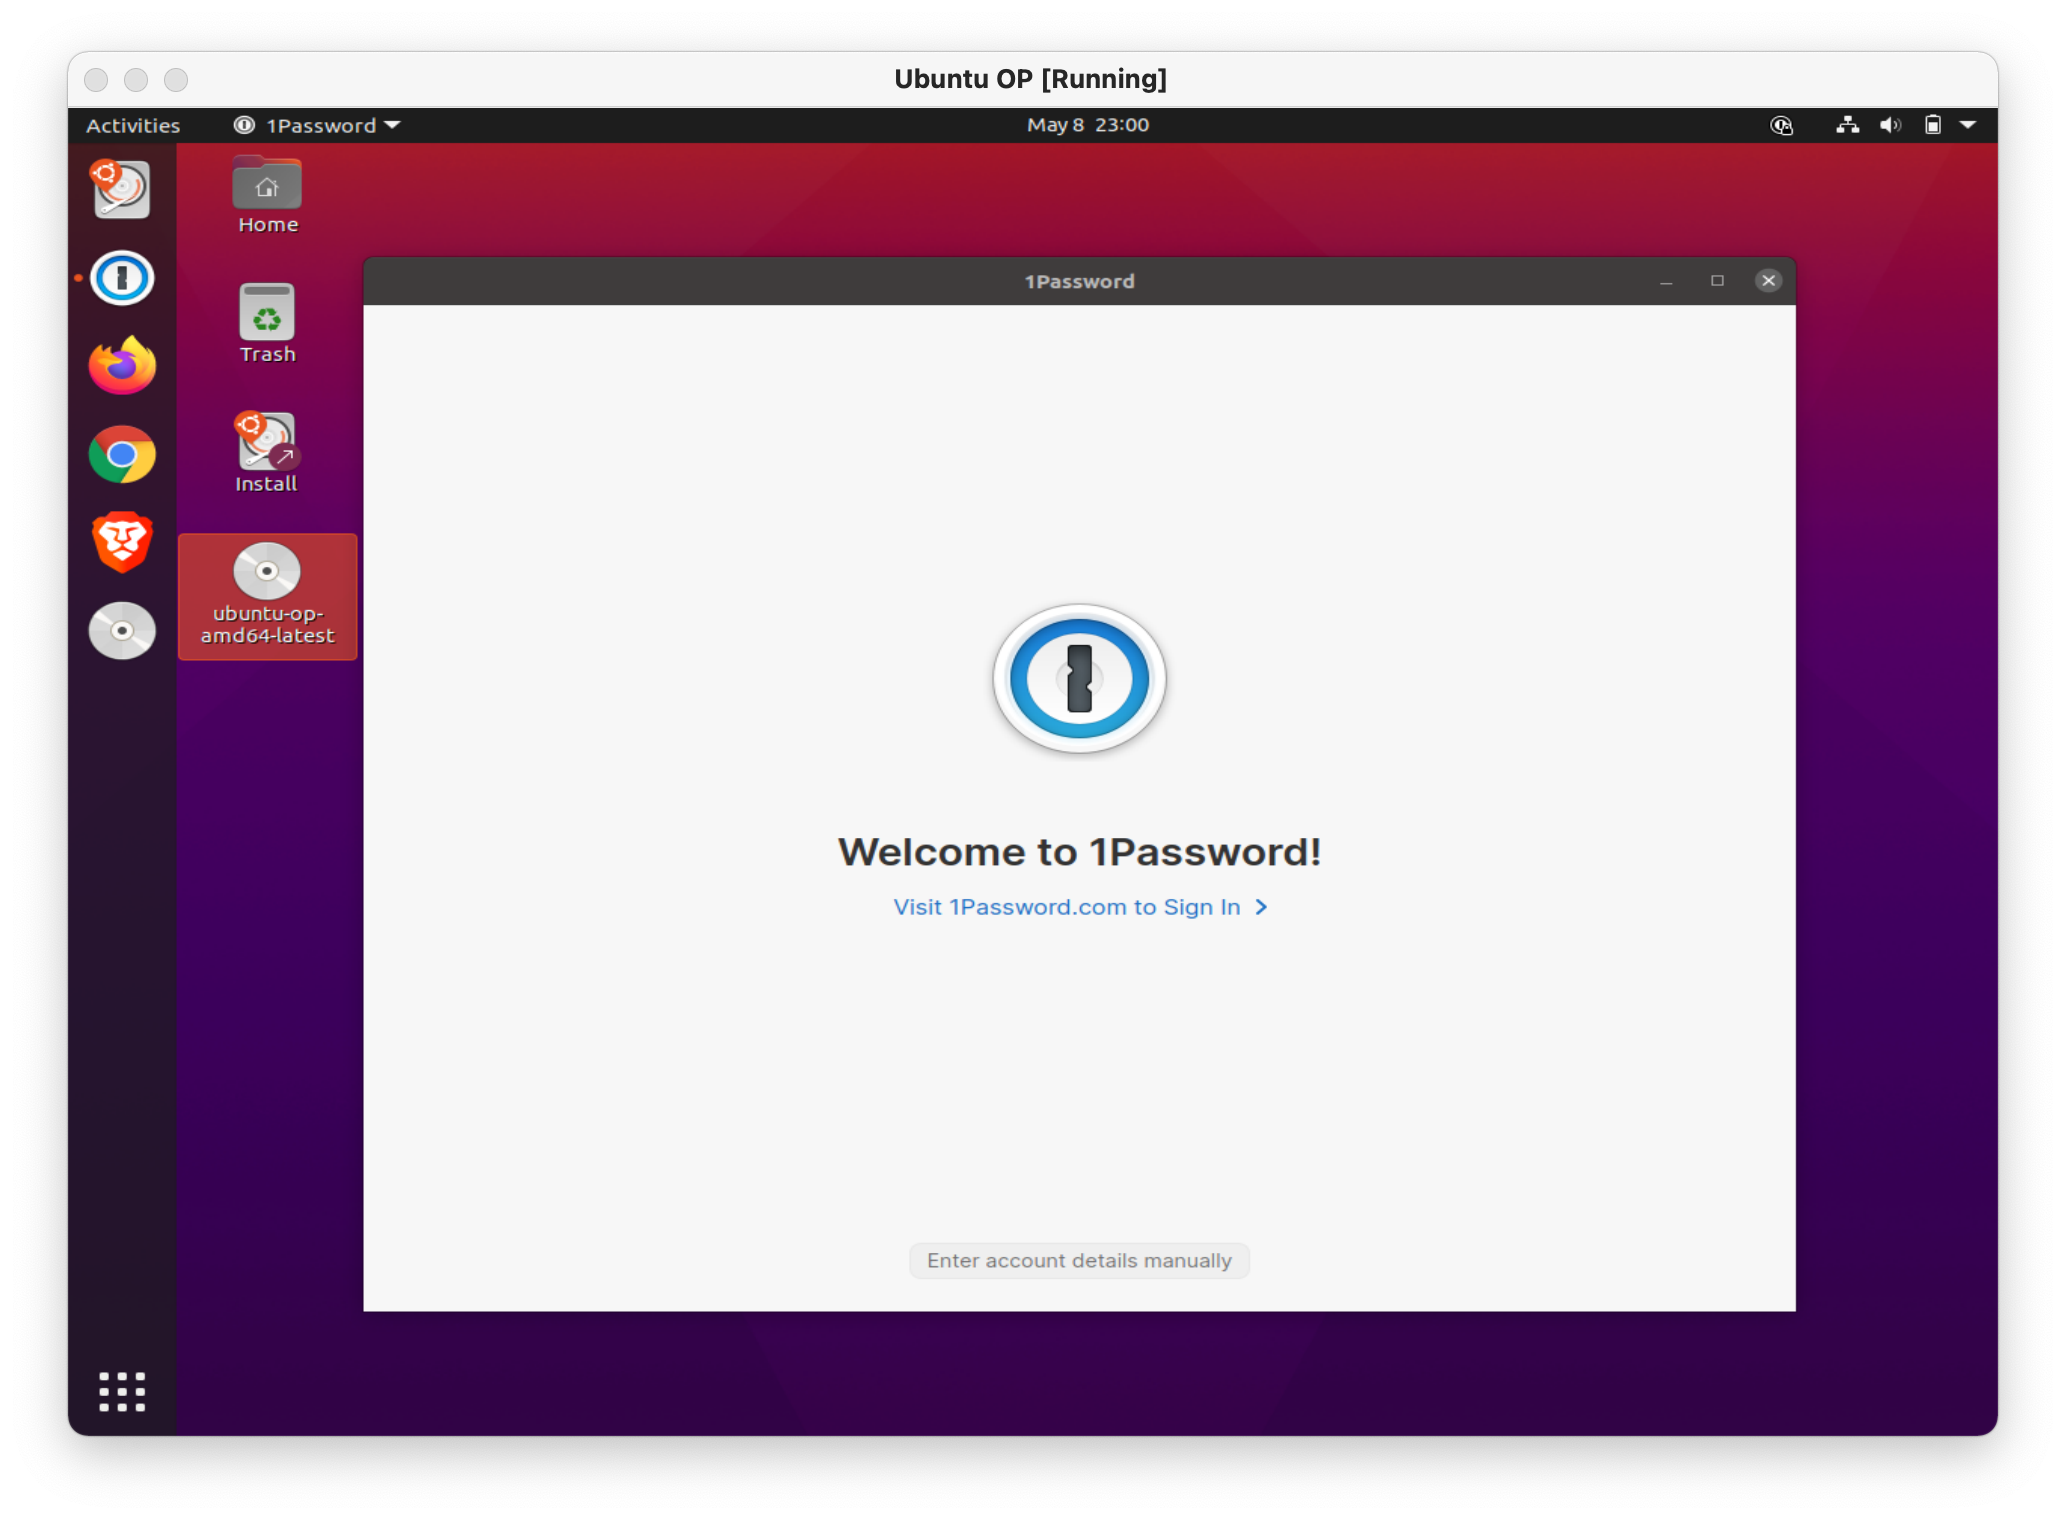 Ubuntu OP [Running]
Activities
1Password
May 8 23:00
Home
Trash
Install
ubuntu-op-
amd64-latest
1Password
Welcome to 1Password!
Visit 1Password.com to Sign In
Enter account details manually